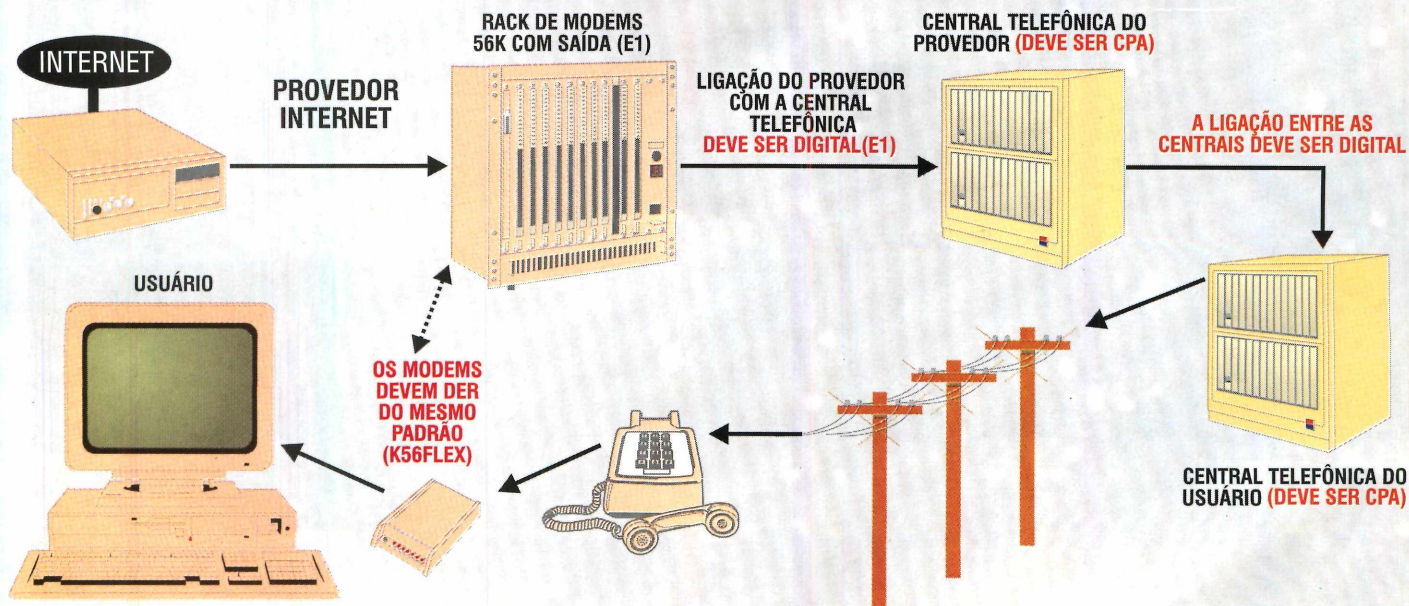 INTERNET
PROVEDOR
INTERNET
RACK DE MODEMS
56K COM SAÍDA (E1)
LIGAÇÃO DO PROVEDOR
COM A CENTRAL
TELEFÔNICA
DEVE SER DIGITAL(E1)
CENTRAL TELEFÔNICA DO
PROVEDOR (DEVE SER CPA)
A LIGAÇÃO ENTRE AS
CENTRAIS DEVE SER DIGITAL
USUÁRIO
OS MODEMS
DEVEM DER
DO MESMO
PADRÃO
(K56FLEX)
CENTRAL TELEFÔNICA DO
USUÁRIO (DEVE SER CPA)